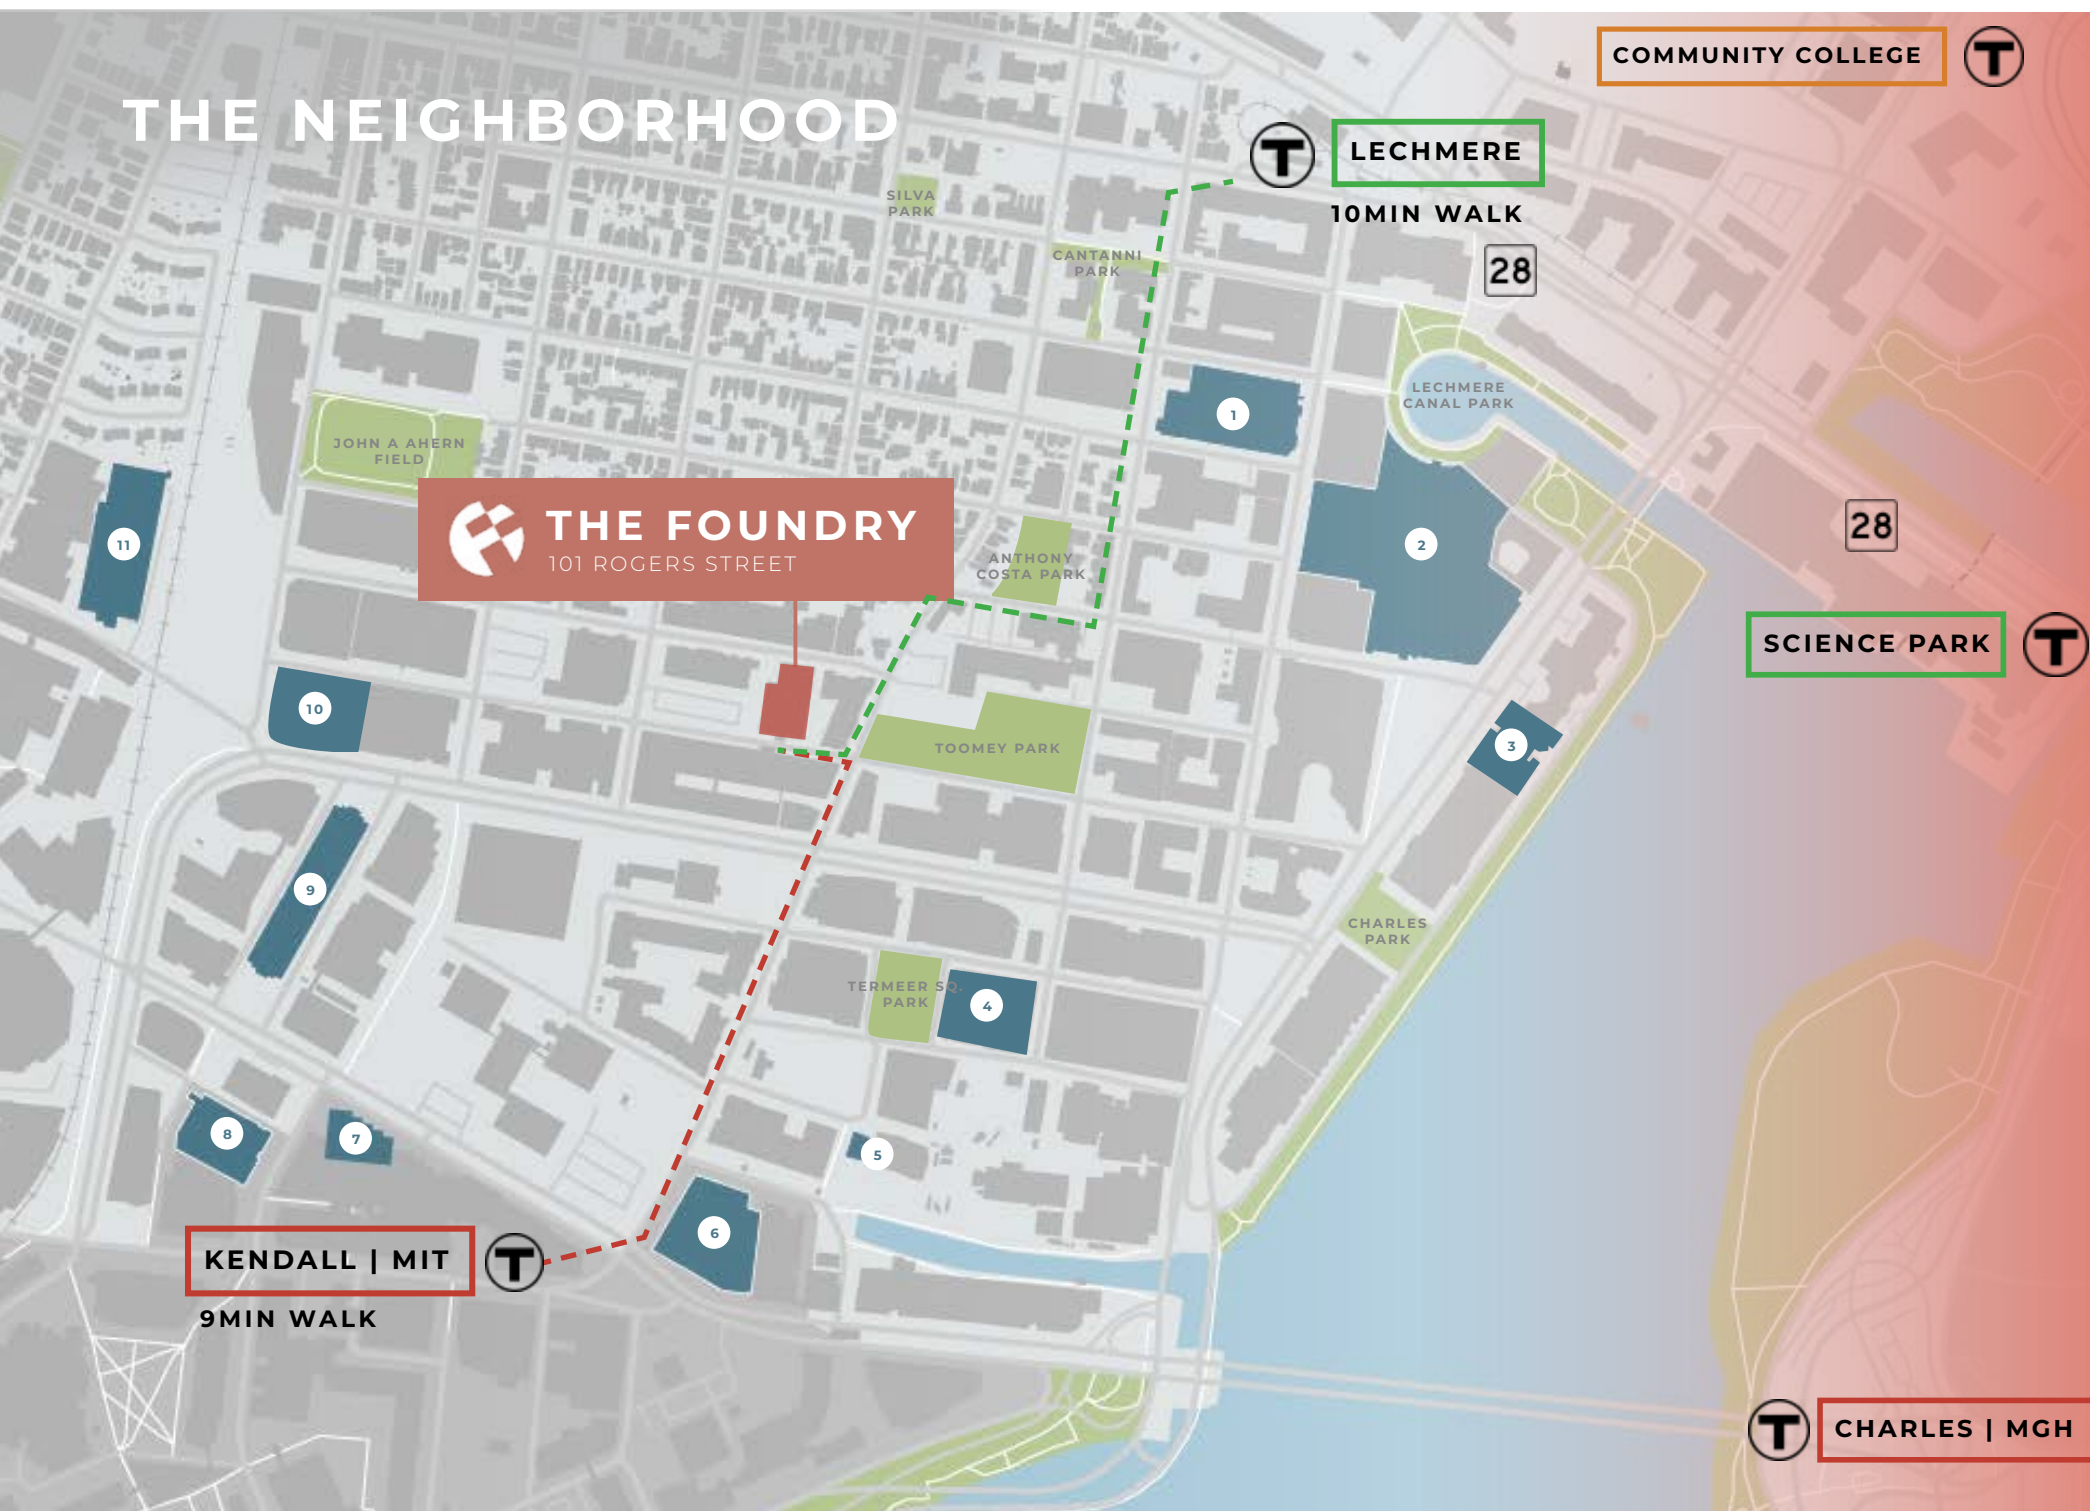 COMMUNITY COLLEGE
T
THE NEIGHBORHOOD
T
LECHMERE
10MIN WALK
SILVA
PARK
CANTANNI
PARK
28
LECHMERE
CANAL PARK
1
JOHN A AHERN
FIELD
THE FOUNDRY
101 ROGERS STREET
11
2
28
ANTHONY
COSTA PARK
SCIENCE PARK
T
10
TOOMEY PARK
3
9
CHARLES
PARK
TERMEER SQ.
PARK
4
8
7
5
6
KENDALL | MIT
T
9MIN WALK
T
CHARLES | MGH